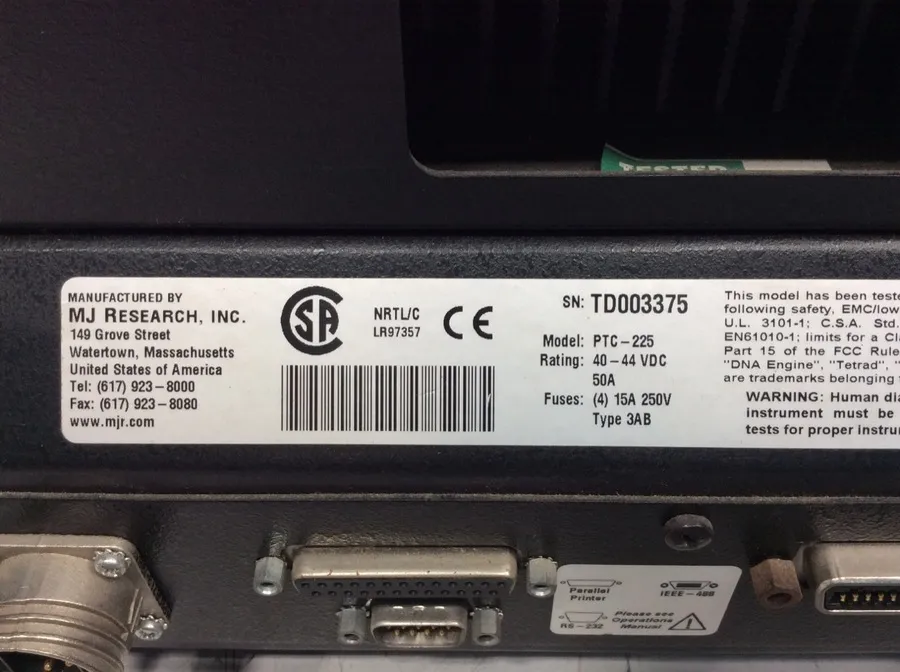 TESTED
MANUFACTURED BY
MJ RESEARCH, INC.
149 Grove Street
Watertown, Massachusetts
United States of America
Tel: (617) 923-8000
Fax: (617) 923-8080
www.mjr.com
CSA
NRTL/C
LR97357
CE
SN: TD003375
Model: PTC-225
Rating: 40-44 VDC
50A
Fuses: (4) 15A 250V
Type 3AB
This model has been teste
following safety, EMC/low
U.L. 3101-1; C.S.A. Std.
EN61010-1; limits for a Cl
Part 15 of the FCC Rule
"DNA Engine", "Tetrad", "
are trademarks belonging
WARNING: Human dia
instrument must be
tests for proper instru
Parallel
Printer
IEEE-488
RS-232
Please see
Operations
Manual